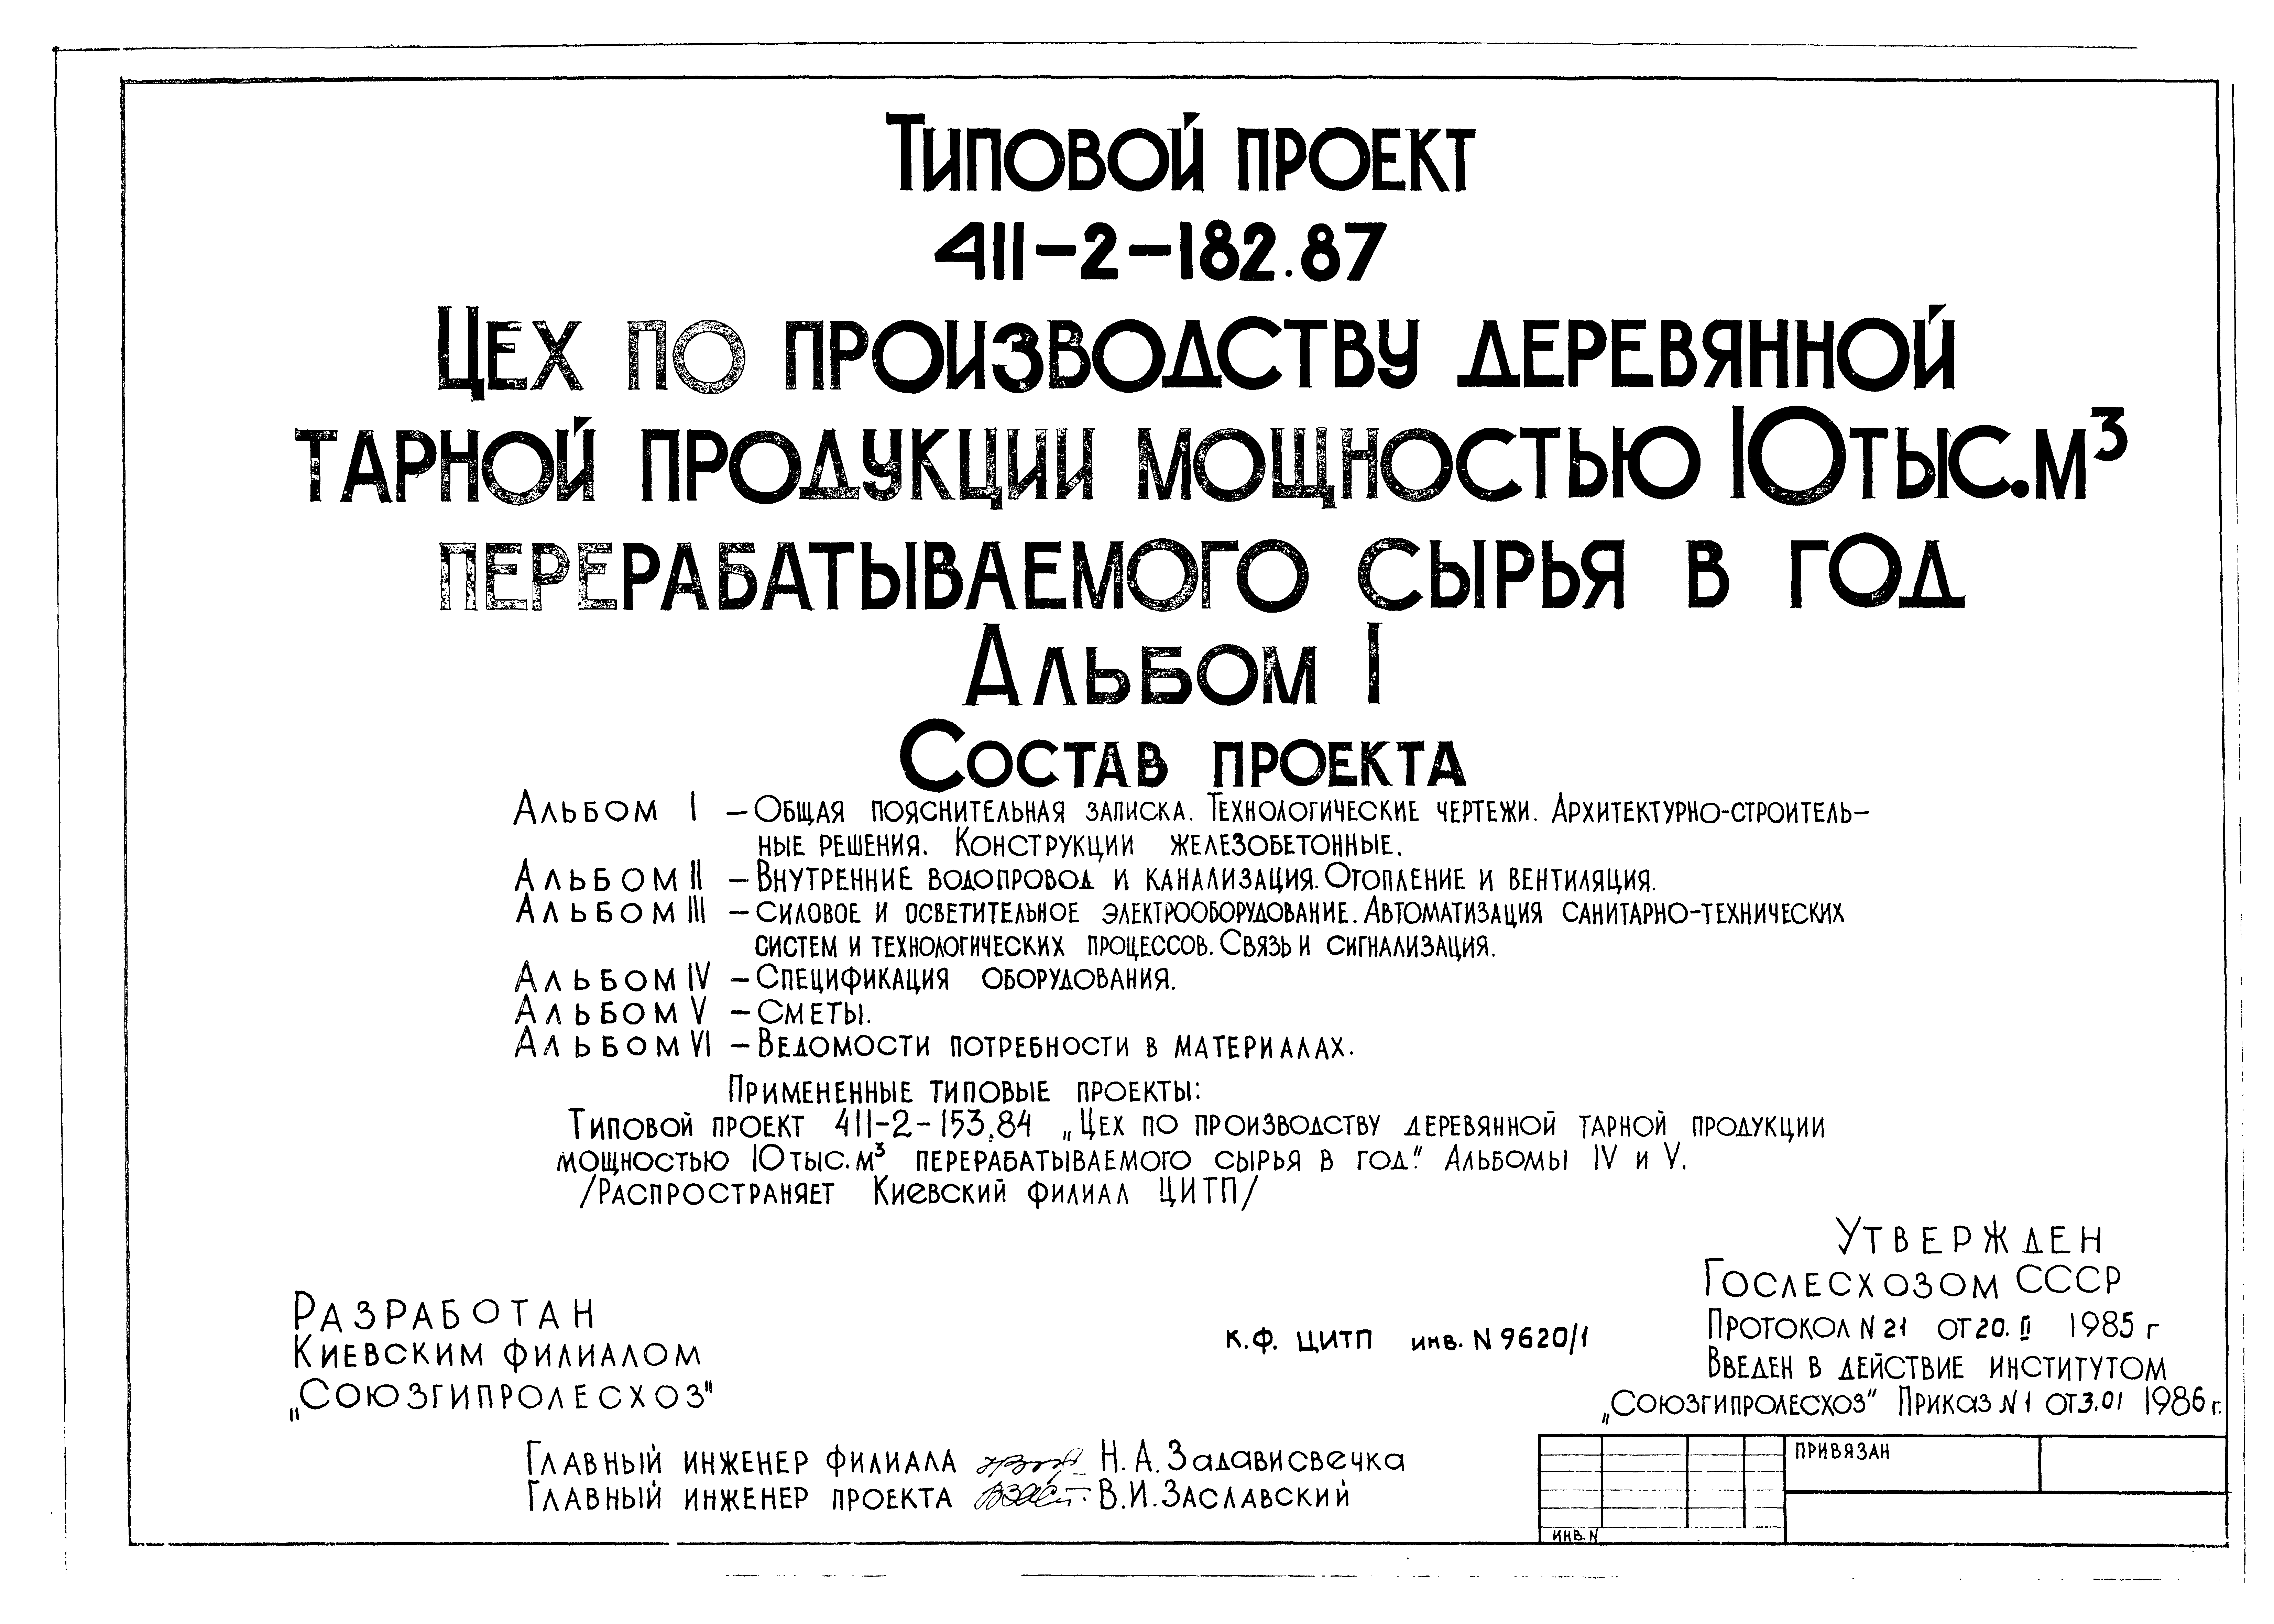 Типовой проект
411-2-182.87
Цех по производству деревянной
тарной продукции мощностью 10тыс.м³
перерабатываемого сырья в год
Альбом I
Состав проекта
Альбом I – Общая пояснительная записка. Технологические чертежи. Архитектурно-строитель-
ные решения. Конструкции железобетонные.
Альбом II – Внутренние водопровод и канализация. Отопление и вентиляция.
Альбом III – силовое и осветительное электрооборудование. Автоматизация санитарно-технических
систем и технологических процессов. Связь и сигнализация.
Альбом IV – Спецификация оборудования.
Альбом V – Сметы.
Альбом VI – Ведомости потребности в материалах.
Примененные типовые проекты:
Типовой проект 411-2-153.84 „Цех по производству деревянной тарной продукции
мощностью 10тыс.м³ перерабатываемого сырья в год." Альбомы IV и V.
/Распространяет Киевский филиал ЦИТП/
Утвержден
Гослесхозом СССР
Протокол N 21 от 20.II 1985 г
Введен в действие институтом
„Союзгипролесхоз" Приказ N 1 от 3.01 1986 г.
Разработан
Киевским филиалом
„Союзгипролесхоз"
К.Ф. ЦИТП инв. N 9620/1
Главный инженер филиала Н.А.Задависвечка
Главный инженер проекта В.И.Заславский
Привязан
Инв. N